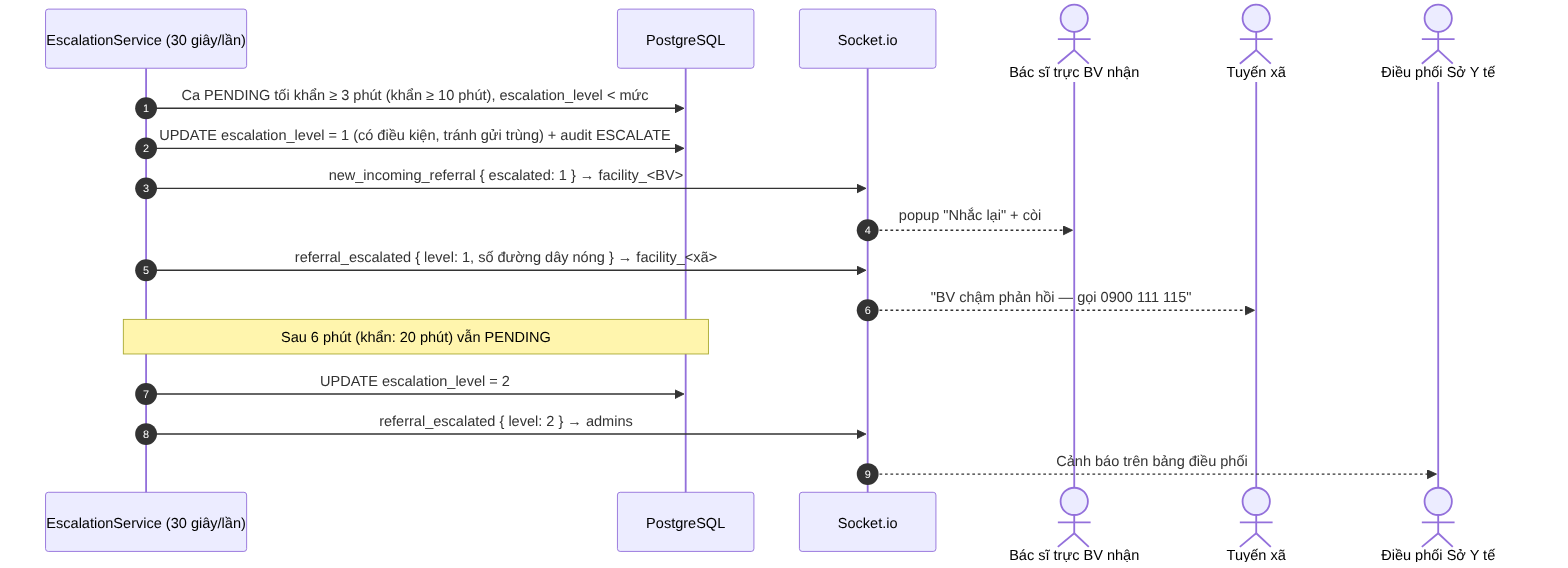 EscalationService (30 giây/lần)
PostgreSQL
Socket.io
Bác sĩ trực BV nhận
Tuyến xã
Điều phối Sở Y tế
1
Ca PENDING tối khẩn ≥ 3 phút (khẩn ≥ 10 phút), escalation_level < mức
2
UPDATE escalation_level = 1 (có điều kiện, tránh gửi trùng) + audit ESCALATE
3
new_incoming_referral { escalated: 1 } → facility_<BV>
4
popup "Nhắc lại" + còi
5
referral_escalated { level: 1, số đường dây nóng } → facility_<xã>
6
"BV chậm phản hồi — gọi 0900 111 115"
Sau 6 phút (khẩn: 20 phút) vẫn PENDING
7
UPDATE escalation_level = 2
8
referral_escalated { level: 2 } → admins
9
Cảnh báo trên bảng điều phối
EscalationService (30 giây/lần)
PostgreSQL
Socket.io
Bác sĩ trực BV nhận
Tuyến xã
Điều phối Sở Y tế